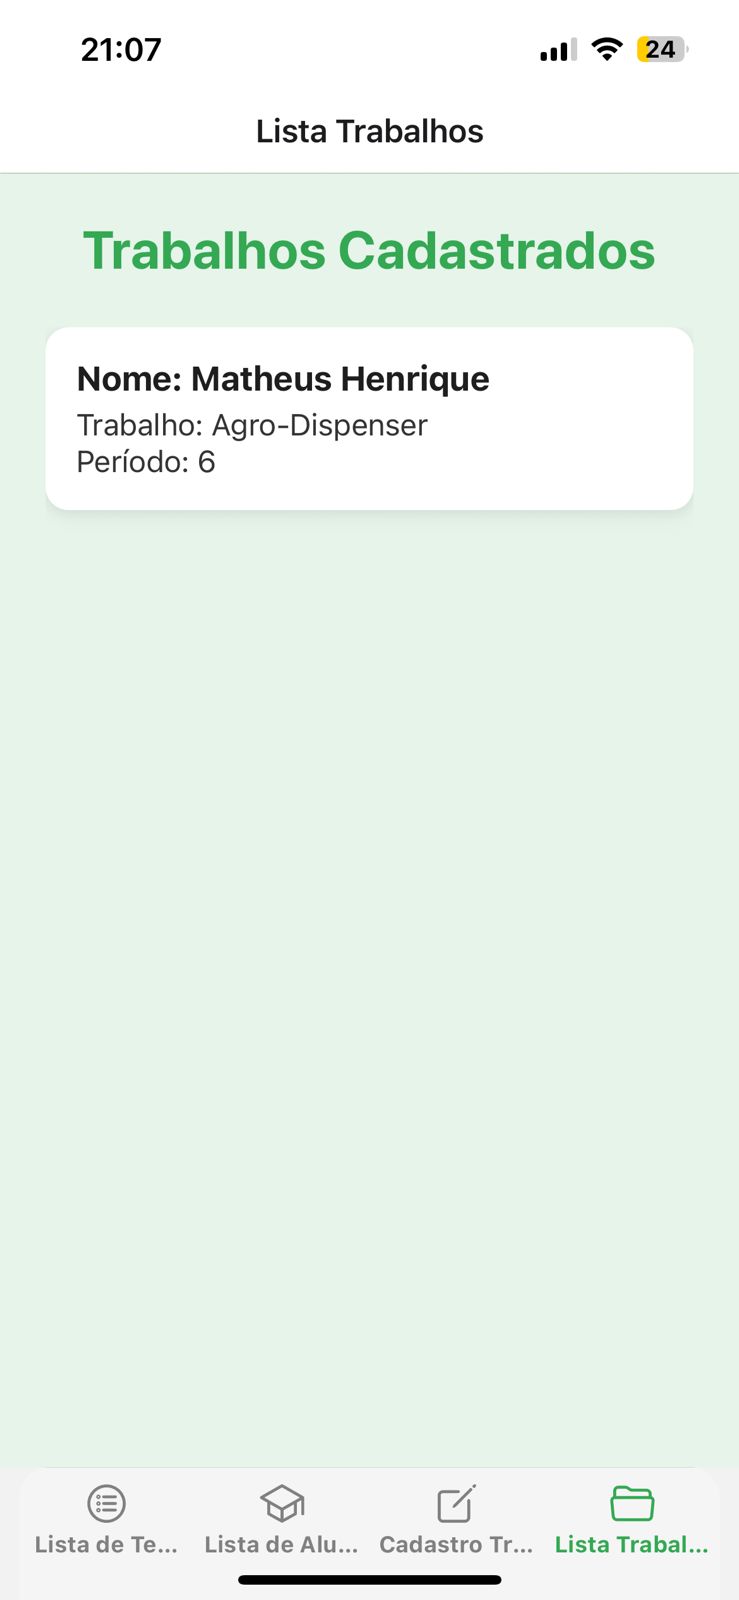 21:07
24
Lista Trabalhos
Trabalhos Cadastrados
Nome: Matheus Henrique
Trabalho: Agro-Dispenser
Período: 6
Lista de Te...
Lista de Alu...
Cadastro Tr...
Lista Trabal...